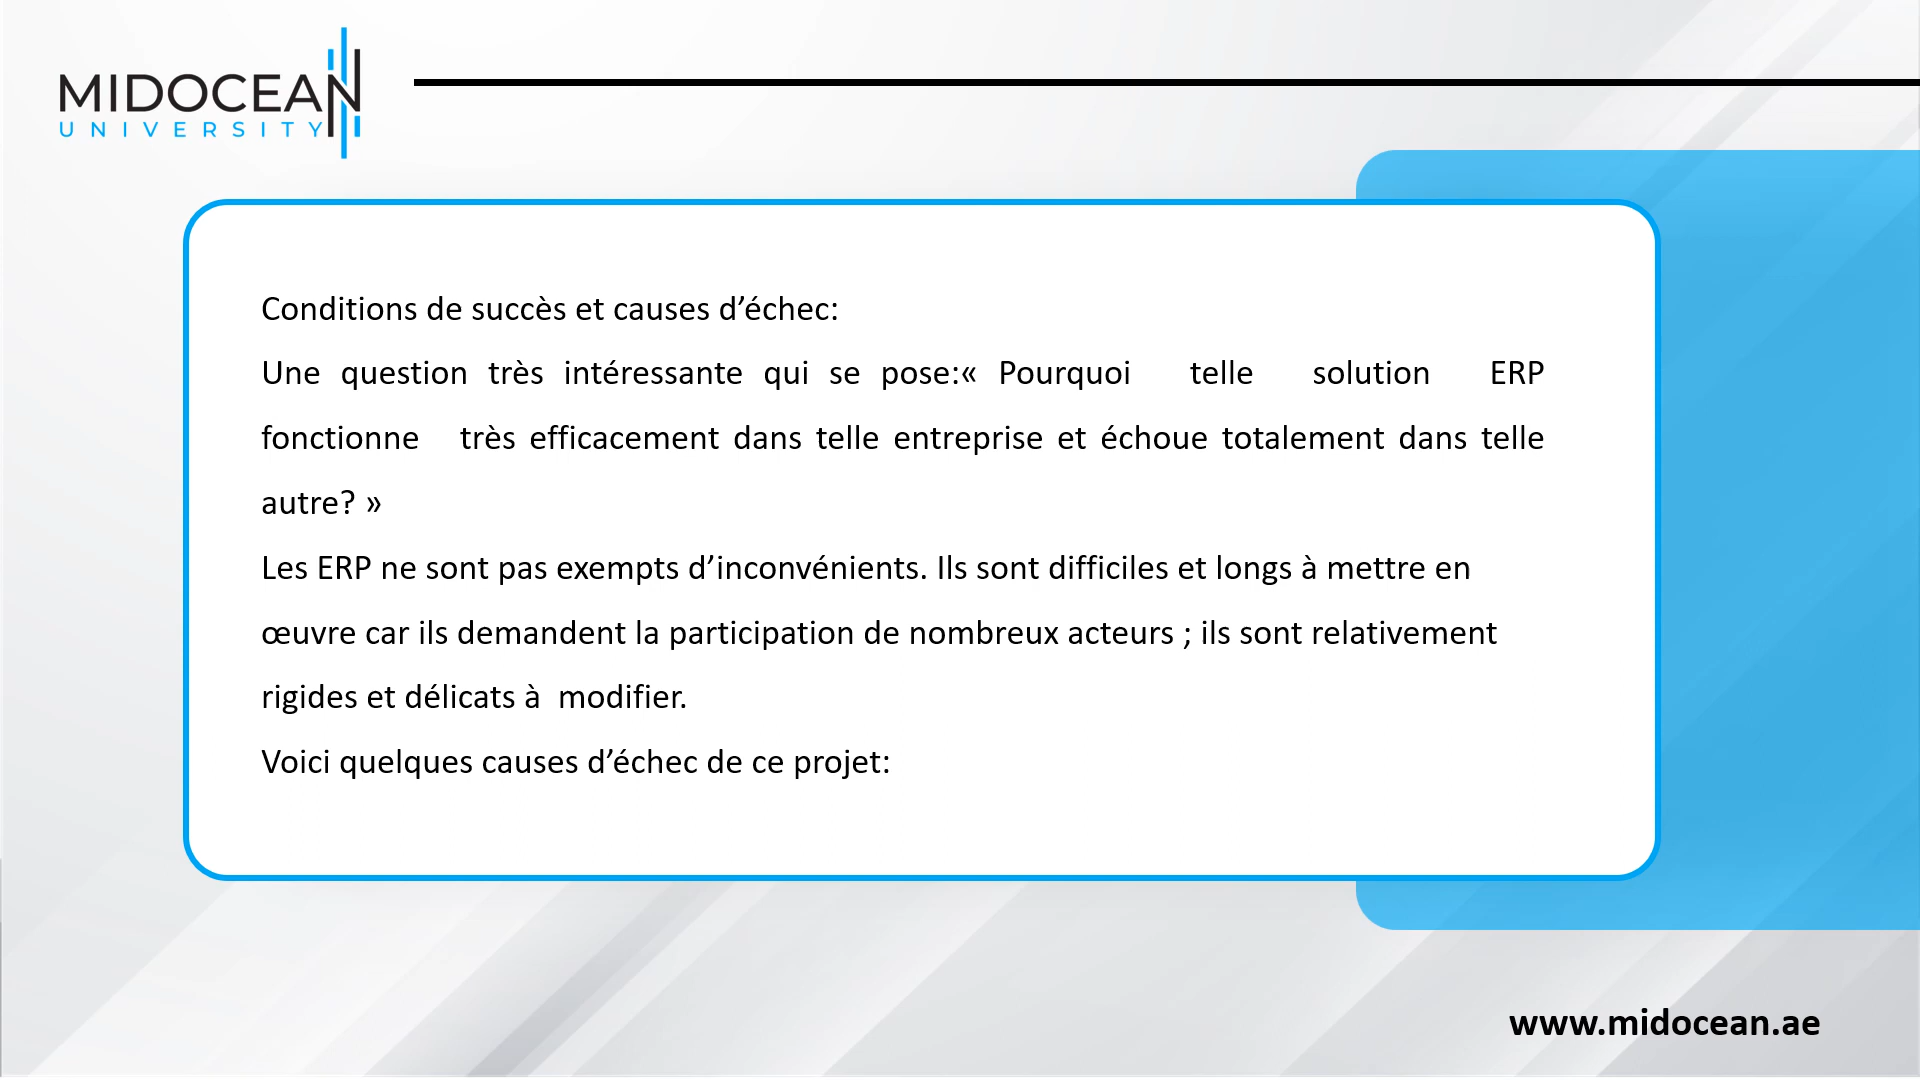 MIDOCEAN
UNIVERSITY
Conditions de succès et causes d’échec:
Une question très intéressante qui se pose:« Pourquoi telle solution ERP
fonctionne très efficacement dans telle entreprise et échoue totalement dans telle
autre? »
Les ERP ne sont pas exempts d’inconvénients. Ils sont difficiles et longs à mettre en
œuvre car ils demandent la participation de nombreux acteurs ; ils sont relativement
rigides et délicats à modifier.
Voici quelques causes d’échec de ce projet:
www.midocean.ae